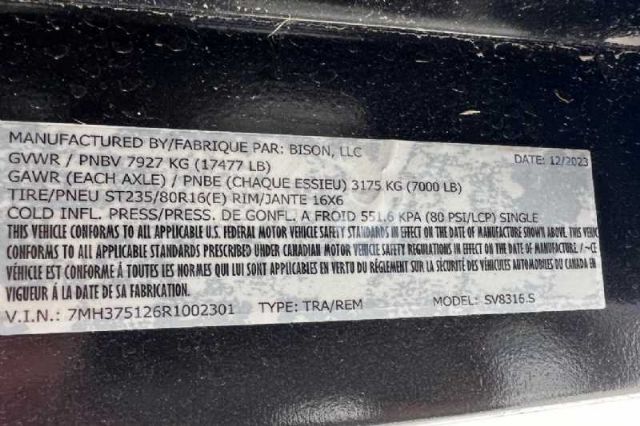 MANUFACTURED BY/FABRIQUE PAR: BISON, LLC
DATE: 12/2023
GVWR / PNBV 7927 KG (17477 LB)
GAWR (EACH AXLE) / PNBE (CHAQUE ESSIEU) 3175 KG (7000 LB)
TIRE/PNEU ST235/80R16(E) RIM/JANTE 16X6
COLD INFL. PRESS/PRESS. DE GONFL. A FROID 551.6 KPA (80 PSI/LCP) SINGLE
THIS VEHICLE CONFORMS TO ALL APPLICABLE U.S. FEDERAL MOTOR VEHICLE SAFETY STANDARDS IN EFFECT ON THE DATE OF MANUFACTURE SHOWN ABOVE. THIS VEHICLE
CONFORMS TO ALL APPLICABLE STANDARDS PRESCRIBED UNDER CANADIAN MOTOR VEHICLE SAFETY REGULATIONS IN EFFECT ON THE DATE OF MANUFACTURE / ~CE
VÉHICLE EST CONFORME Á TOUTES LES NORMES QUI LUI SONT APPLICABLES EN VERTU DU RÉGLEMENT SUR LA SÉCURITÉ DES VÉHICULES AUTOMOBILES DU CANADA EN
VIGUEUR Á LA DATE DE SA FABRICATION.
V.I.N.: 7MH375126R1002301 TYPE: TRA/REM MODEL: SV8316.S